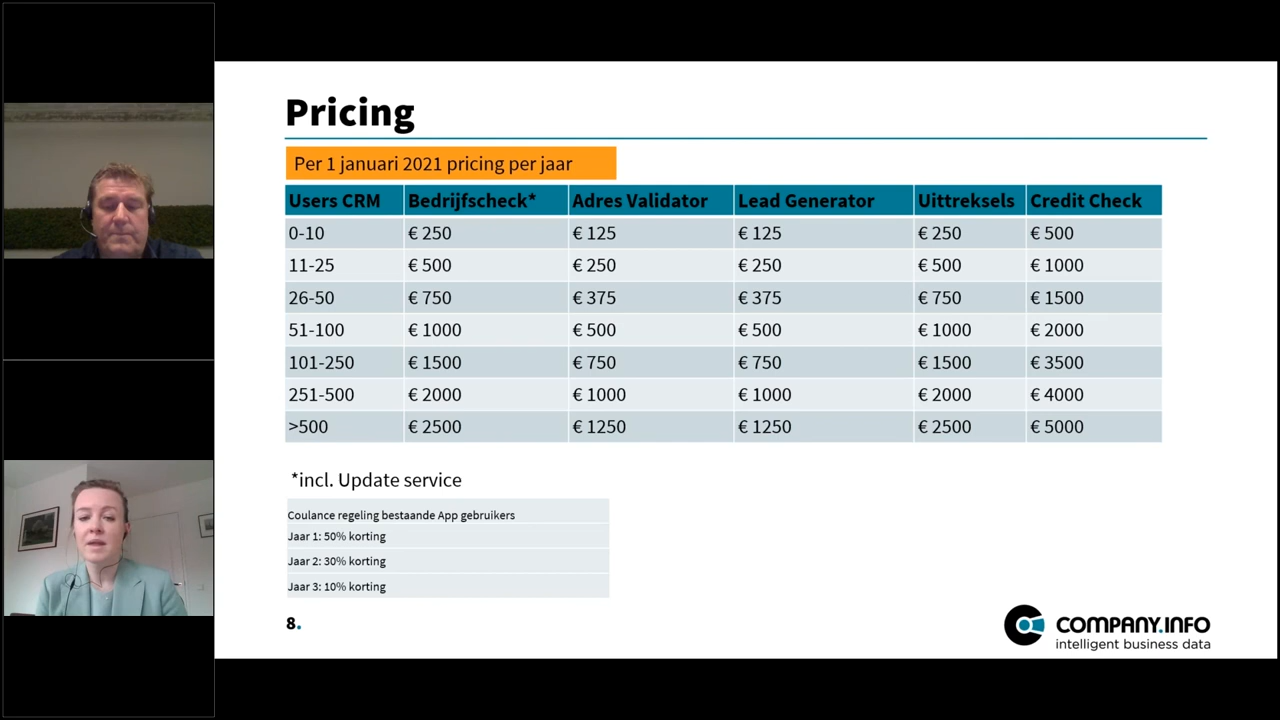 Pricing
Per 1 januari 2021 pricing per jaar
Users CRM Bedrijfscheck* Adres Validator Lead Generator Uittreksels Credit Check
0-10 € 250 € 125 € 125 € 250 € 500
11-25 € 500 € 250 € 250 € 500 € 1000
26-50 € 750 € 375 € 375 € 750 € 1500
51-100 € 1000 € 500 € 500 € 1000 € 2000
101-250 € 1500 € 750 € 750 € 1500 € 3500
251-500 € 2000 € 1000 € 1000 € 2000 € 4000
>500 € 2500 € 1250 € 1250 € 2500 € 5000
*incl. Update service
Coulance regeling bestaande App gebruikers
Jaar 1: 50% korting
Jaar 2: 30% korting
Jaar 3: 10% korting
8.
COMPANY.INFO
intelligent business data